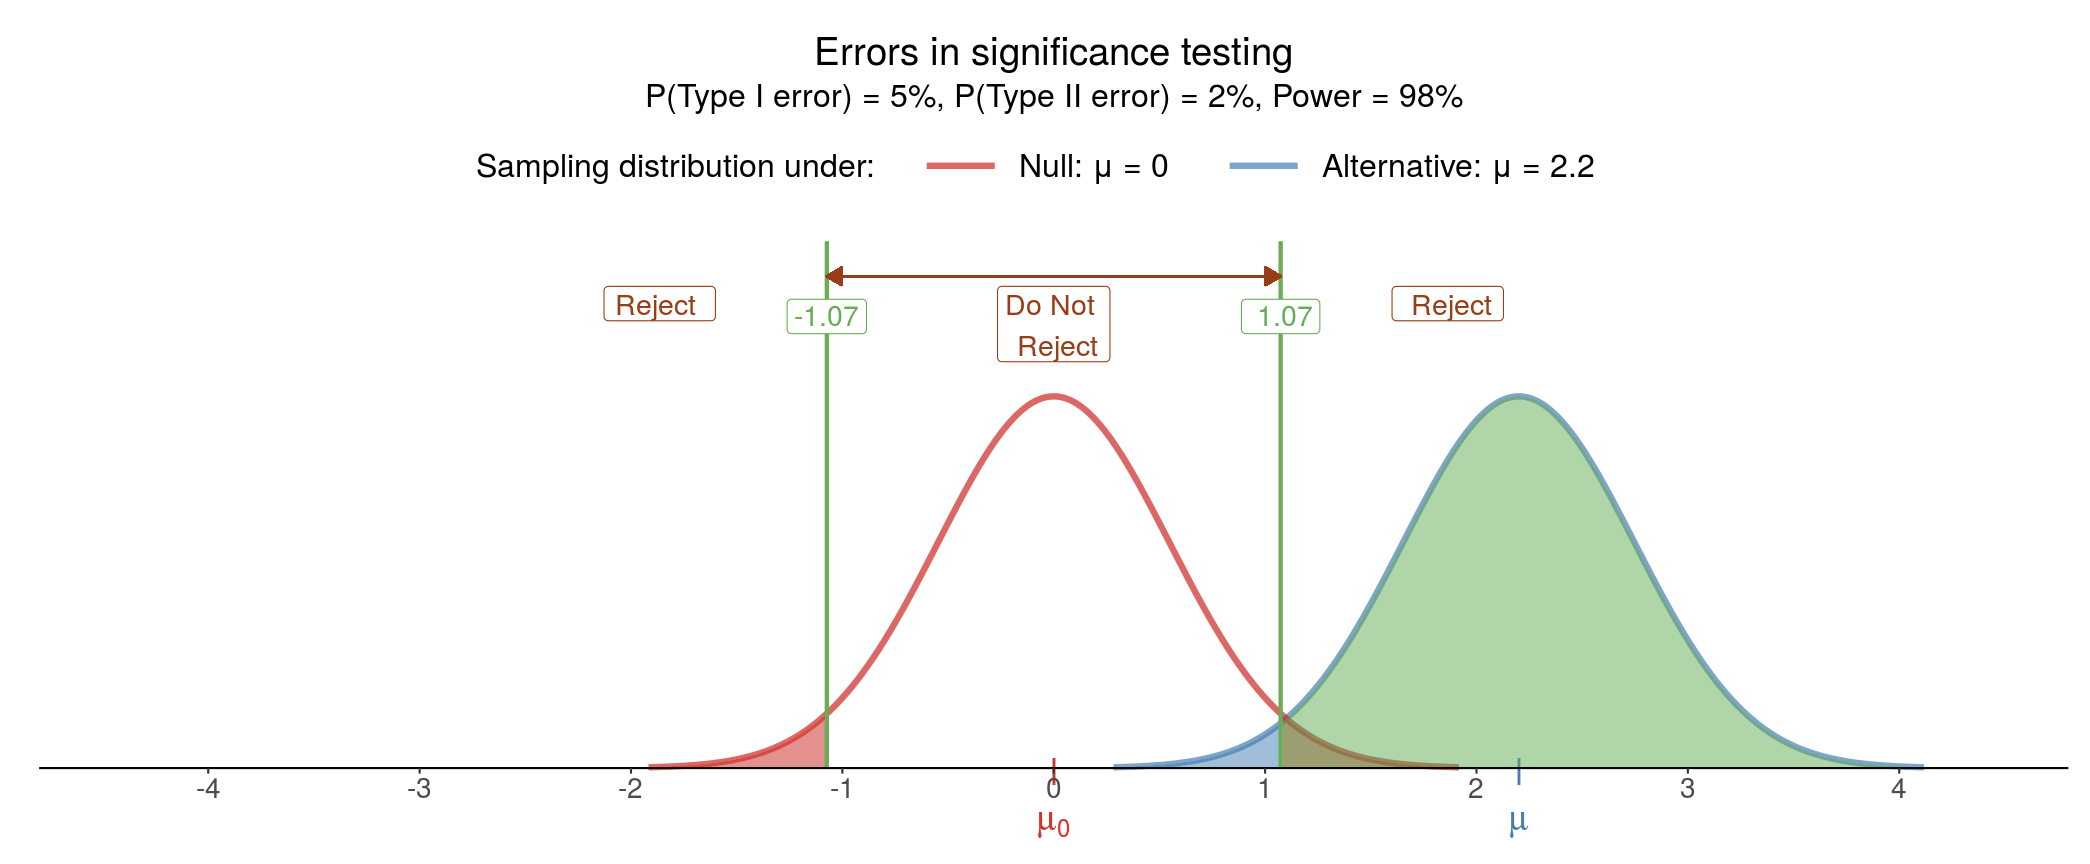 Errors in significance testing
P(Type I error) = 5%, P(Type II error) = 2%, Power = 98%
Sampling distribution under: Null: μ = 0 Alternative: μ = 2.2
Reject -1.07 Do Not 1.07 Reject
Reject
-4 -3 -2 -1 0 1 2 3 4
μ₀ μ